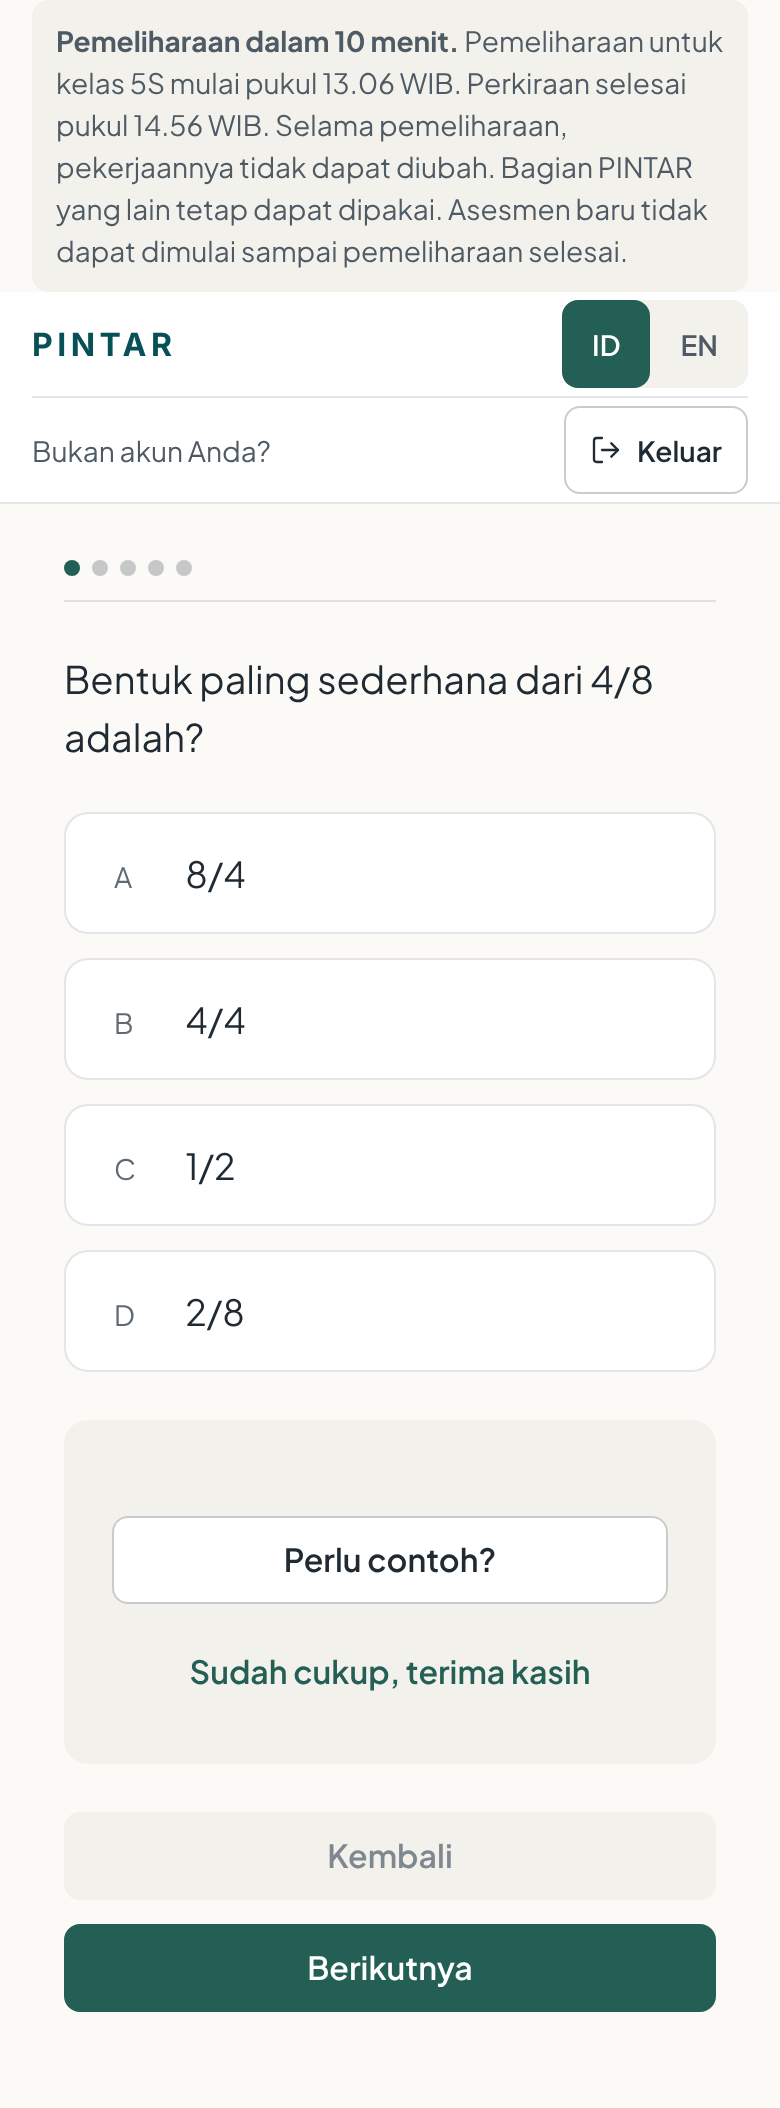 Pemeliharaan dalam 10 menit. Pemeliharaan untuk
kelas 5S mulai pukul 13.06 WIB. Perkiraan selesai
pukul 14.56 WIB. Selama pemeliharaan,
pekerjaannya tidak dapat diubah. Bagian PINTAR
yang lain tetap dapat dipakai. Asesmen baru tidak
dapat dimulai sampai pemeliharaan selesai.
PINTAR
ID EN
Bukan akun Anda?
Keluar
Bentuk paling sederhana dari 4/8
adalah?
A 8/4
B 4/4
C 1/2
D 2/8
Perlu contoh?
Sudah cukup, terima kasih
Kembali
Berikutnya